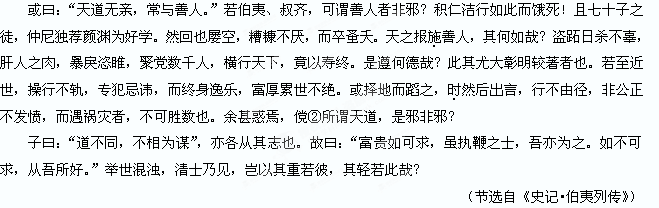 或曰：“天道无亲，常与善人。”若伯夷、叔齐，可谓善人者非邪？积仁洁行如此而饿死！且七十子之
徒，仲尼独荐颜渊为好学。然回也屡空，糟糠不厌，而卒蚤夭。天之报施善人，其何如哉？盗跖日杀不辜，
肝人之肉，暴戾恣睢，聚党数千人，横行天下，竟以寿终。是遵何德哉？此其尤大彰明较著者也。若至近
世，操行不轨，专犯忌讳，而终身逸乐，富厚累世不绝。或择地而蹈之，时然后出言，行不由径，非公正
不发愤，而遇祸灾者，不可胜数也。余甚惑焉，傥②所谓天道，是邪非邪？
子曰：“道不同，不相为谋”，亦各从其志也。故曰：“富贵如可求，虽执鞭之士，吾亦为之。如不可
求，从吾所好。”举世混浊，清士乃见，岂以其重若彼，其轻若此哉？
（节选自《史记·伯夷列传》）